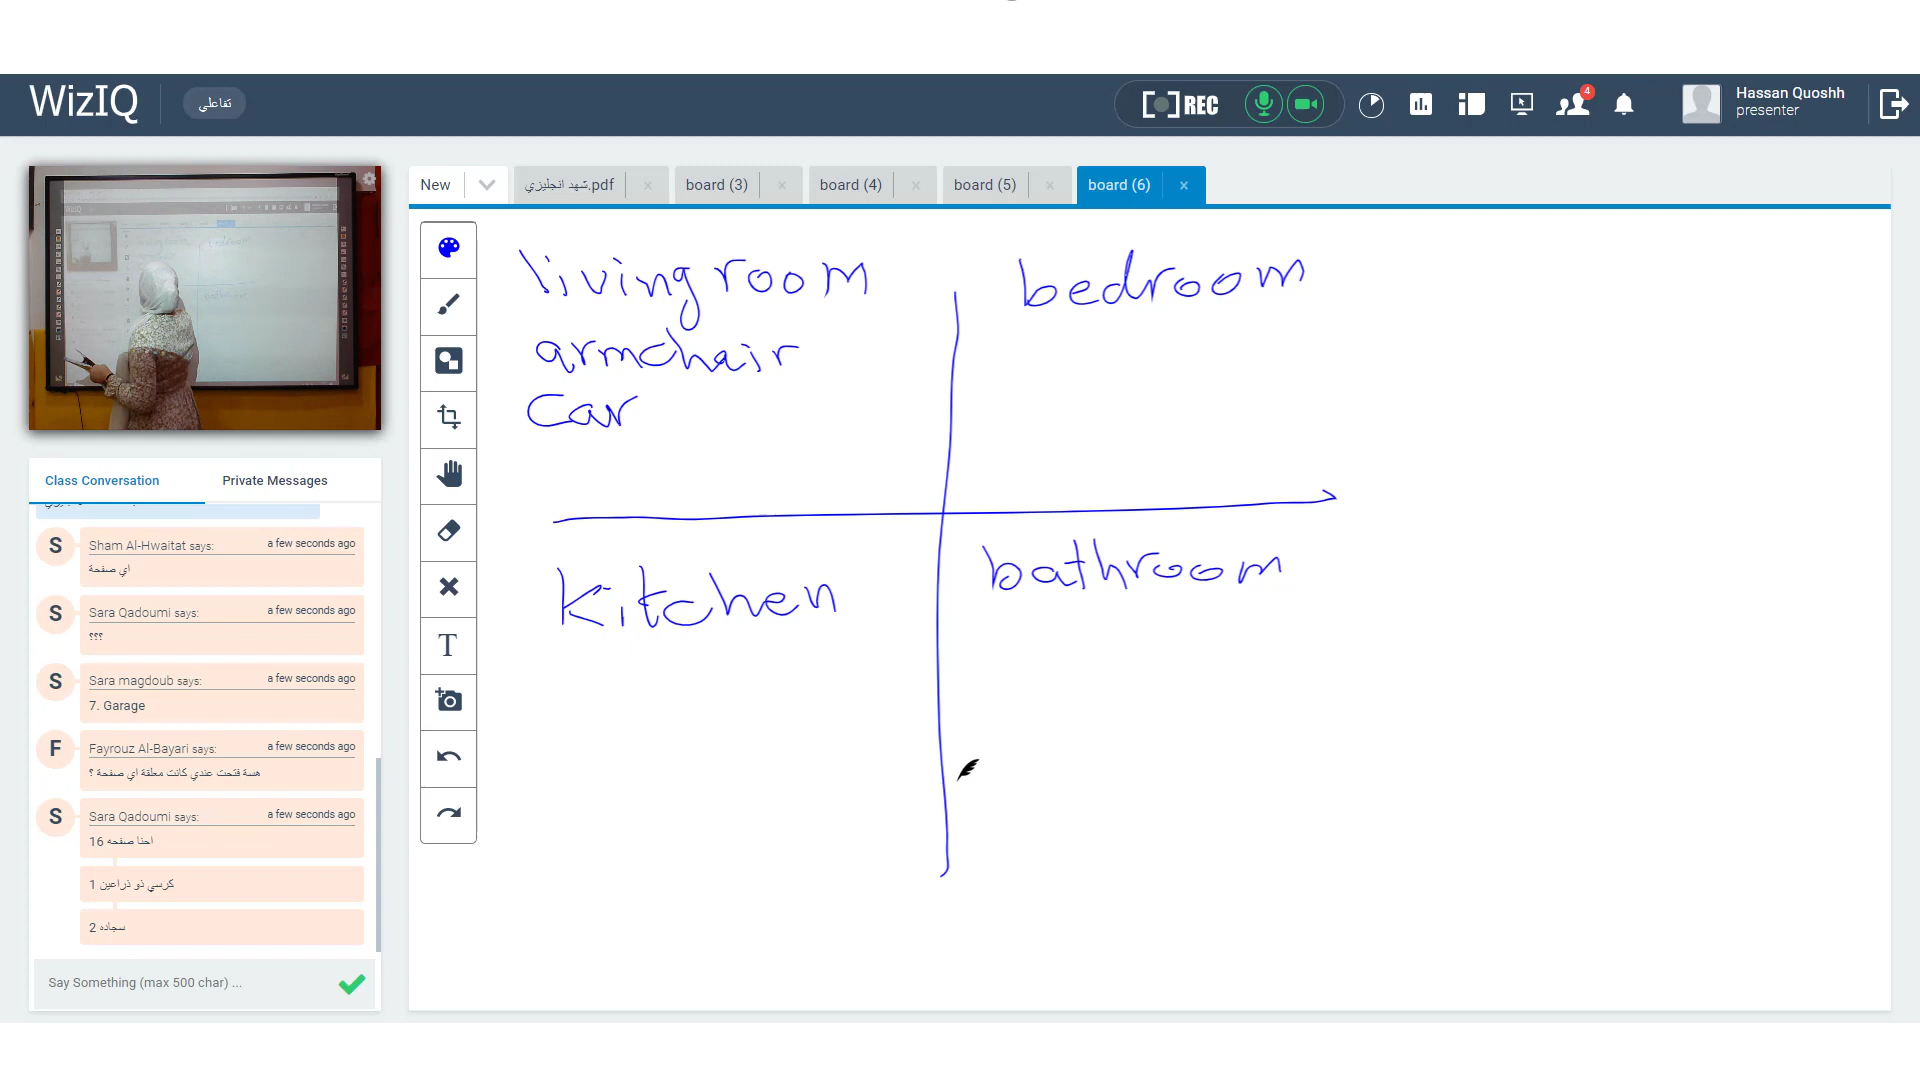 WizIQ
تفاعلي
REC
4
Hassan Quoshh
presenter
New
شهد انجليزي.pdf
board (3)
board (4)
board (5)
board (6)
living room
bedroom
armchair
Car
Kitchen
bathroom
T
Class Conversation
Private Messages
S
Sham Al-Hwaitat says:
a few seconds ago
اي صفحة
S
Sara Qadoumi says:
a few seconds ago
؟؟؟
S
Sara magdoub says:
a few seconds ago
7. Garage
F
Fayrouz Al-Bayari says:
a few seconds ago
هسة فتحت عندي كانت معلقة اي صفحة ؟
S
Sara Qadoumi says:
a few seconds ago
احنا صفحه 16
كرسي ذو ذراعين 1
سجاده 2
Say Something (max 500 char) ...